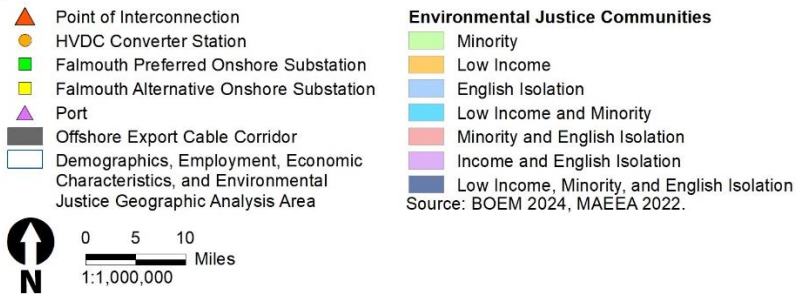 Point of Interconnection
HVDC Converter Station
Falmouth Preferred Onshore Substation
Falmouth Alternative Onshore Substation
Port
Offshore Export Cable Corridor
Demographics, Employment, Economic
Characteristics, and Environmental
Justice Geographic Analysis Area
Environmental Justice Communities
Minority
Low Income
English Isolation
Low Income and Minority
Minority and English Isolation
Income and English Isolation
Low Income, Minority, and English Isolation
Source: BOEM 2024, MAEEA 2022.
N
0 5 10
Miles
1:1,000,000